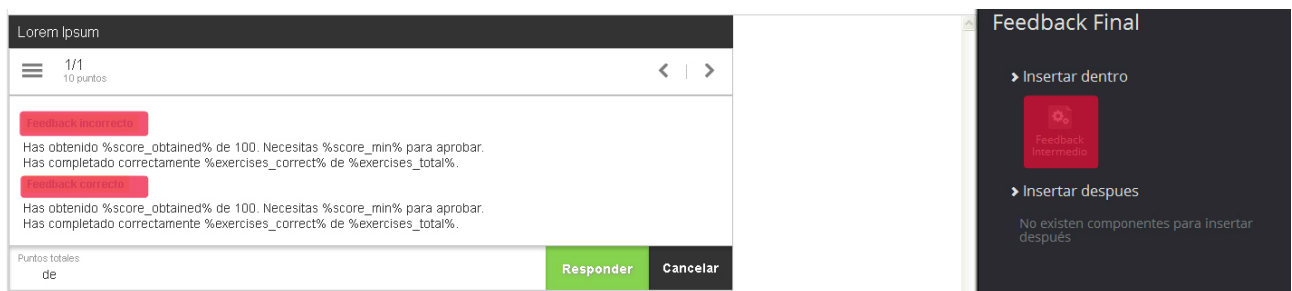 Lorem Ipsum
1/1
10 puntos
Feedback incorrecto
Has obtenido %score_obtained% de 100. Necesitas %score_min% para aprobar.
Has completado correctamente %exercises_correct% de %exercises_total%.
Feedback correcto
Has obtenido %score_obtained% de 100. Necesitas %score_min% para aprobar.
Has completado correctamente %exercises_correct% de %exercises_total%.
Puntos totales
de
Responder
Cancelar
Feedback Final
Insertar dentro
Feedback
Intermedio
Insertar despues
No existen componentes para insertar
después